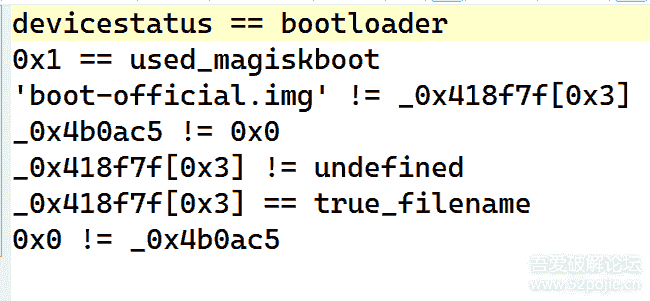 devicestatus == bootloader
0x1 == used_magiskboot
'boot-official.img' != _0x418f7f[0x3]
_0x4b0ac5 != 0x0
_0x418f7f[0x3] != undefined
_0x418f7f[0x3] == true_filename
0x0 != _0x4b0ac5
吾爱破解论坛
www.52pojie.cn